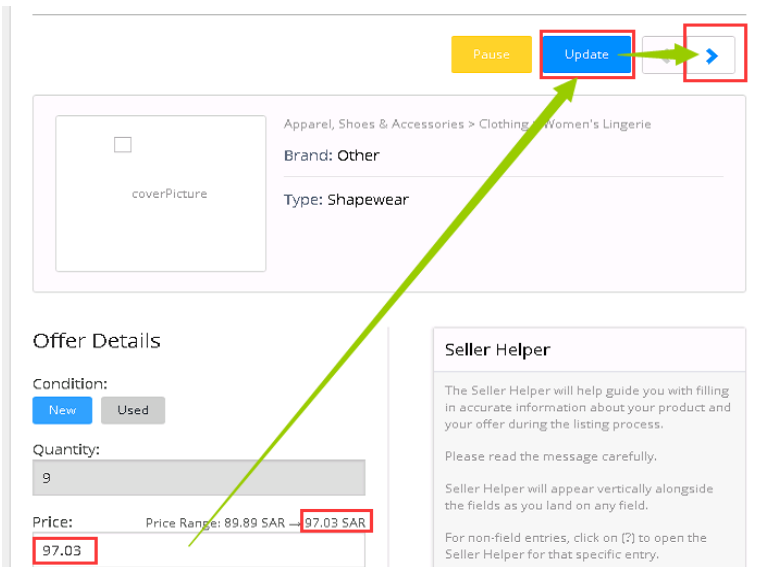 Pause Update
Apparel, Shoes & Accessories > Clothing > Women's Lingerie
Brand: Other
coverPicture
Type: Shapewear
Offer Details
Condition:
New Used
Quantity:
9
Price: Price Range: 89.89 SAR → 97.03 SAR
97.03
Seller Helper
The Seller Helper will help guide you with filling
in accurate information about your product and
your offer during the listing process.
Please read the message carefully.
Seller Helper will appear vertically alongside
the fields as you land on any field.
For non-field entries, click on [?] to open the
Seller Helper for that specific entry.